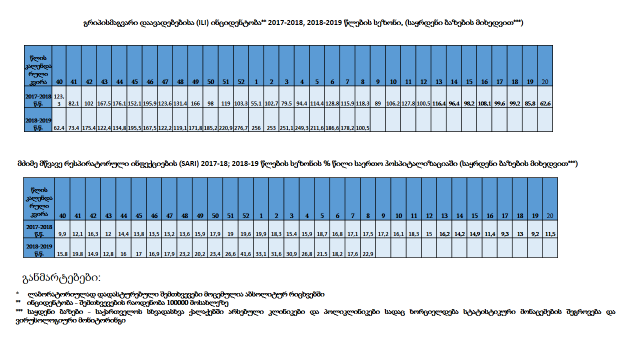 გრიპისმაგვარი დაავადებებისა (ILI) ინციდენტობა** 2017-2018, 2018-2019 წლების სეზონი, (საყრდენი ბაზების მიხედვით***)
წლის კალენდარული კვირა 40 41 42 43 44 45 46 47 48 49 50 51 52 1 2 3 4 5 6 7 8 9 10 11 12 13 14 15 16 17 18 19 20
2017-2018 წ.წ. 123,3 82,1 102 167,5 176,1 152,1 195,9 123,6 131,4 166 98 119 103,3 55,1 102,7 79,5 94,4 114,4 128,8 115,9 118,3 89 106,2 127,8 100,5 116,4 96,4 98,2 108,1 99,6 99,2 85,8 62,6
2018-2019 წ.წ. 62,4 73,4 175,4 122,4 134,8 195,5 167,5 122,2 119,1 171,8 185,2 220,9 276,7 256 253 251,1 249,3 211,6 186,6 178,2 100,5
მძიმე მწვავე რესპირატორული ინფექციების (SARI) 2017-18; 2018-19 წლების სეზონის % წილი საერთო ჰოსპიტალიზაციაში (საყრდენი ბაზების მიხედვით***)
წლის კალენდარული კვირა 40 41 42 43 44 45 46 47 48 49 50 51 52 1 2 3 4 5 6 7 8 9 10 11 12 13 14 15 16 17 18 19 20
2017-2018 წ.წ. 9,9 12,1 16,3 12 14,4 13,8 13,5 13,2 13,6 15,9 17,9 19 19,6 19,9 18,3 15,4 15,9 18,7 16,8 17,1 17,5 17,2 16,1 18,3 15 16,2 14,2 14,9 11,4 9,3 13 9,2 11,5
2018-2019 წ.წ. 15,8 19,8 14,9 12,8 16 17 16,9 17,9 23,2 20,2 23,4 26,6 41,6 33,1 31,6 30,9 26,8 21,5 18,2 17,6 22,9
განმარტებები:
* ლაბორატორიულად დადასტურებული შემთხვევები მოცემულია აბსოლიტურ რიცხვებში
** ინციდენტობა - შემთხვევების რაოდენობა 100000 მოსახლეზე
*** საყდენი ბაზები - საქართველოს სხვადასხვა ქალაქებში არსებული კლინიკები და პოლიკლინიკები სადაც ხორციელდება სტატისტიკური მონაცემების შეგროვება და
ვირუსოლოგიური მონიტორინგი